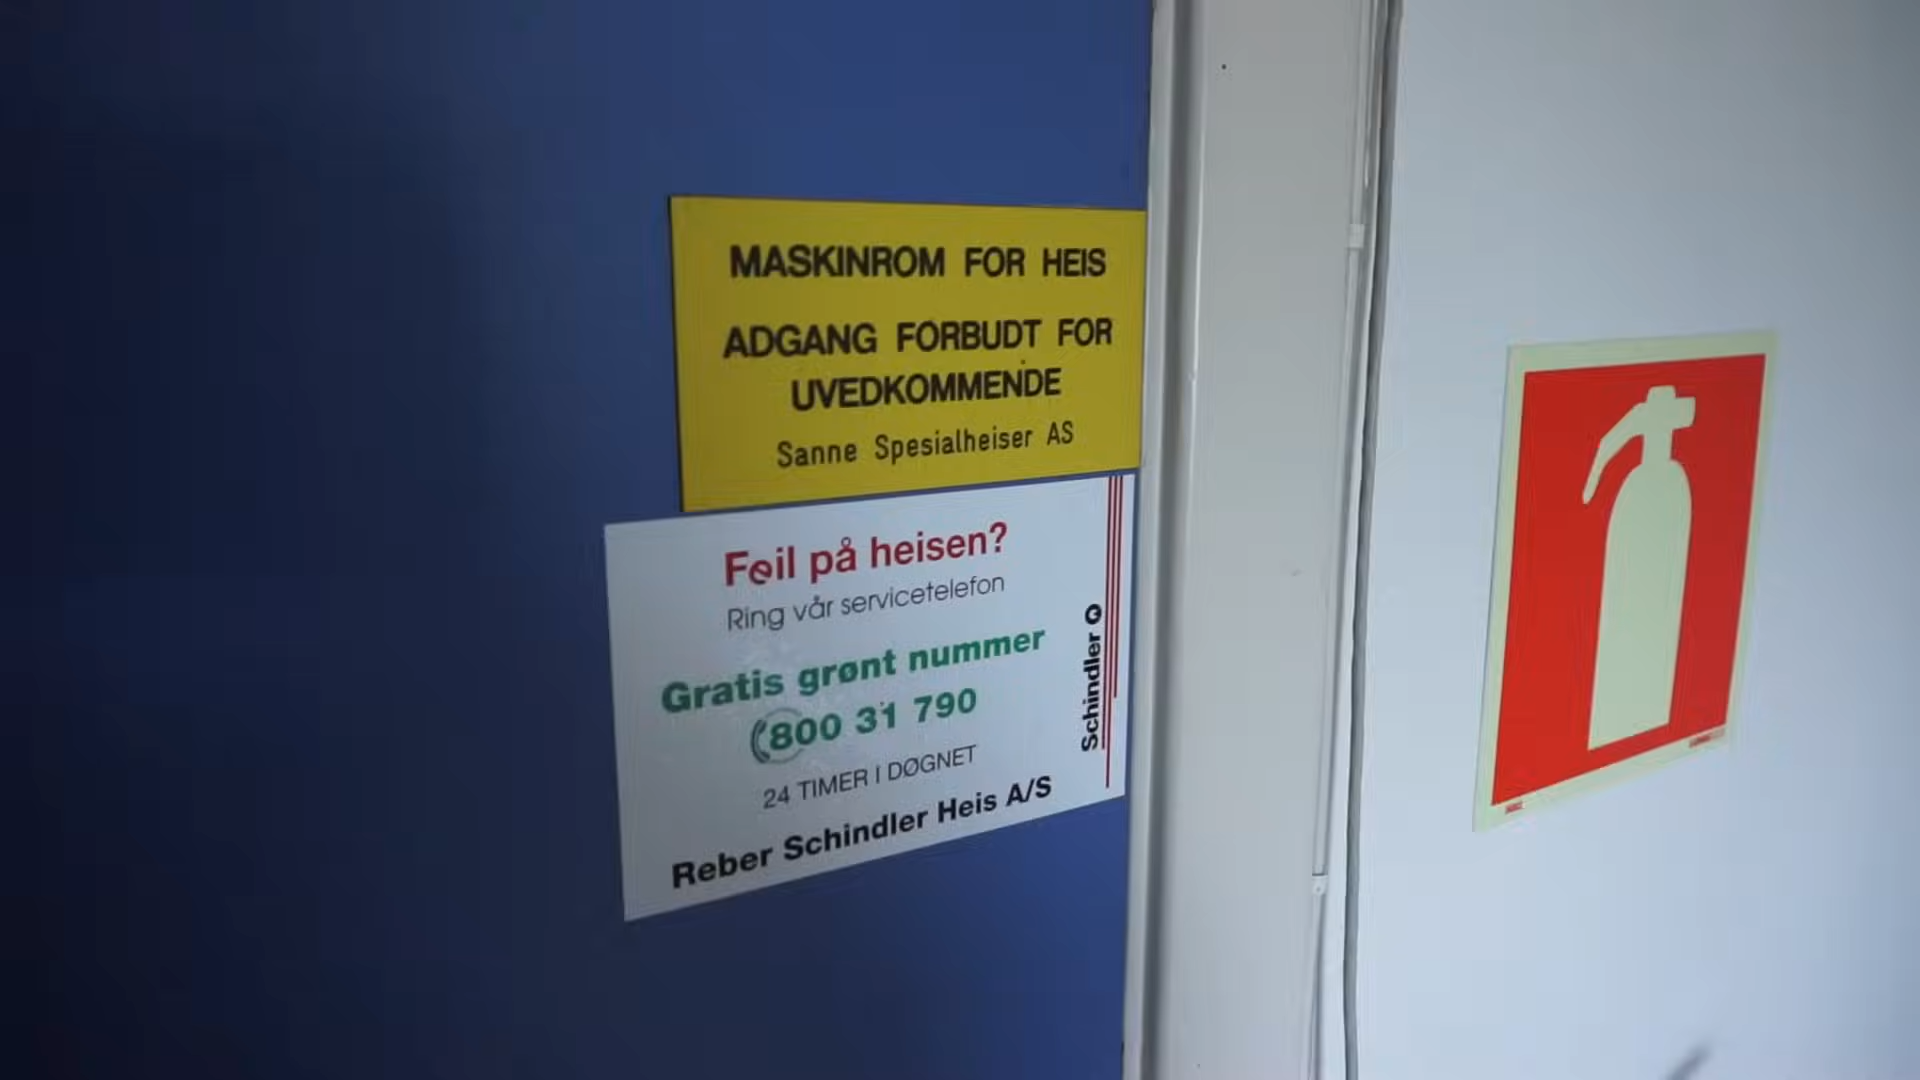 MASKINROM FOR HEIS
ADGANG FORBUDT FOR
UVEDKOMMENDE
Sanne Spesialheiser AS
Feil på heisen?
Ring vår servicetelefon
Gratis grønt nummer
800 31 790
24 TIMER I DØGNET
Reber Schindler Heis A/S
Schindler